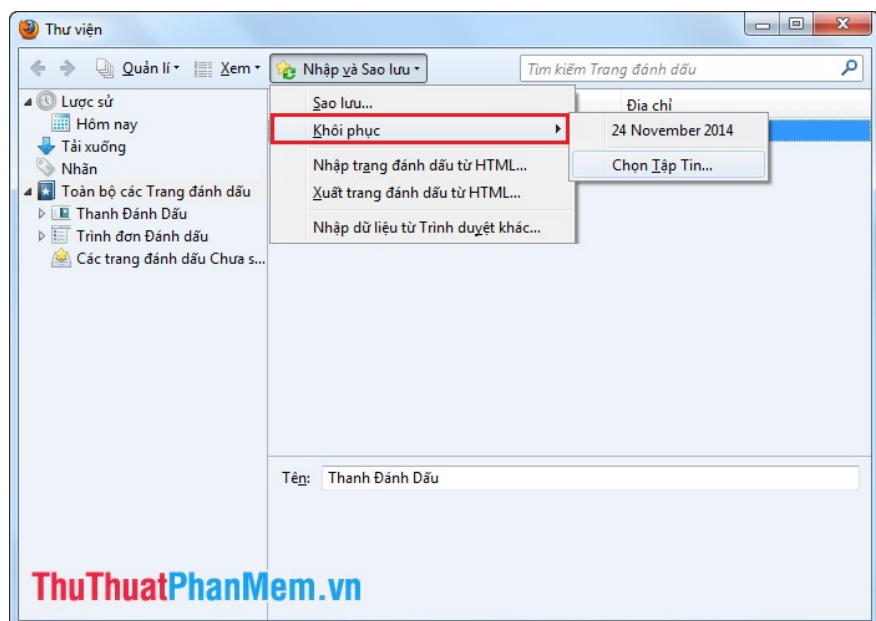 Thư viện
Quản lí
Xem
Nhập và Sao lưu
Tìm kiếm Trang đánh dấu
Lược sử
Hôm nay
Tải xuống
Nhãn
Toàn bộ các Trang đánh dấu
Thanh Đánh Dấu
Trình đơn Đánh dấu
Các trang đánh dấu Chưa s...
Sao lưu...
Khôi phục
Nhập trang đánh dấu từ HTML...
Xuất trang đánh dấu từ HTML...
Nhập dữ liệu từ Trình duyệt khác...
Địa chỉ
24 November 2014
Chọn Tập Tin...
Tên: Thanh Đánh Dấu
ThuThuatPhanMem.vn